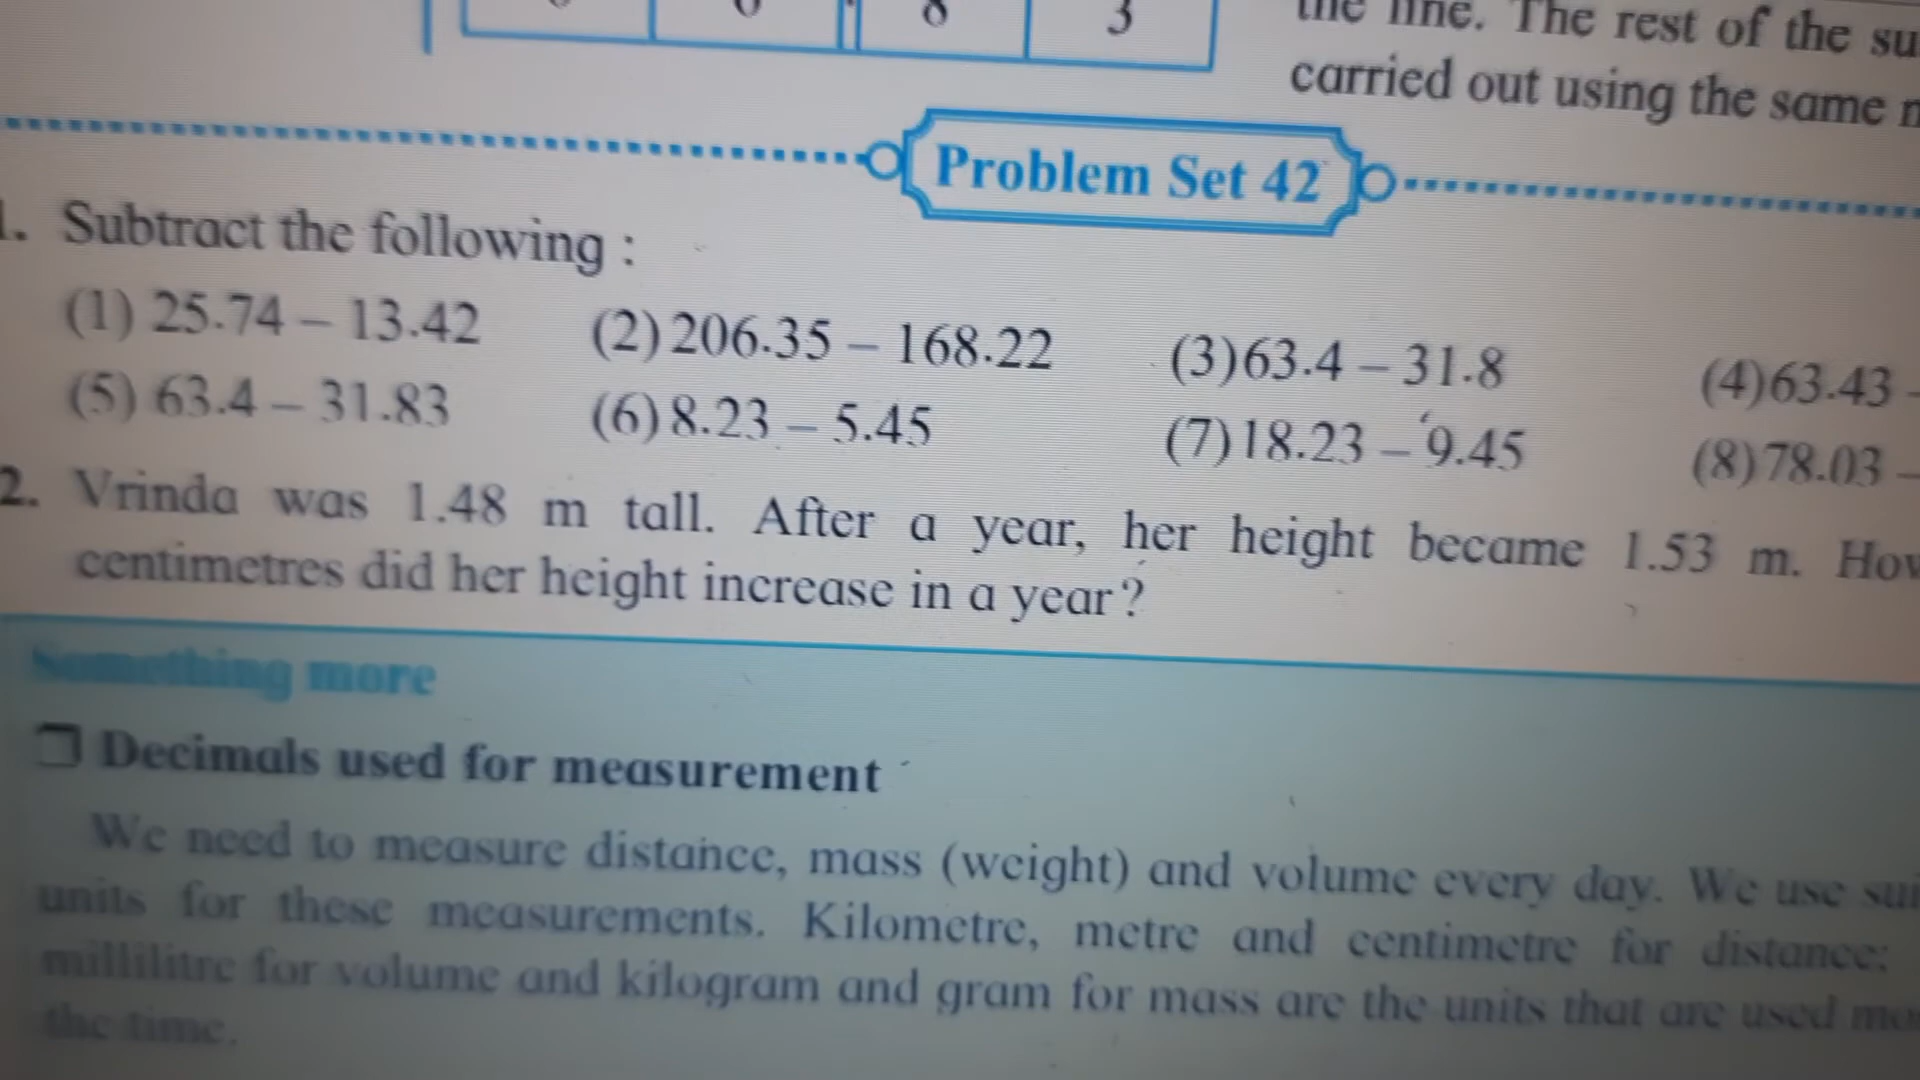 3
the line. The rest of the su
carried out using the same
Problem Set 42
1. Subtract the following :
(1) 25.74 – 13.42 (2) 206.35 – 168.22 (3) 63.4 – 31.8 (4) 63.43 –
(5) 63.4 – 31.83 (6) 8.23 – 5.45 (7) 18.23 – 9.45 (8) 78.03 –
2. Vrinda was 1.48 m tall. After a year, her height became 1.53 m. How
centimetres did her height increase in a year?
Something more
❒ Decimals used for measurement
We need to measure distance, mass (weight) and volume every day. We use sui
units for these measurements. Kilometre, metre and centimetre for distance;
millilitre for volume and kilogram and gram for mass are the units that are used mo
the time.